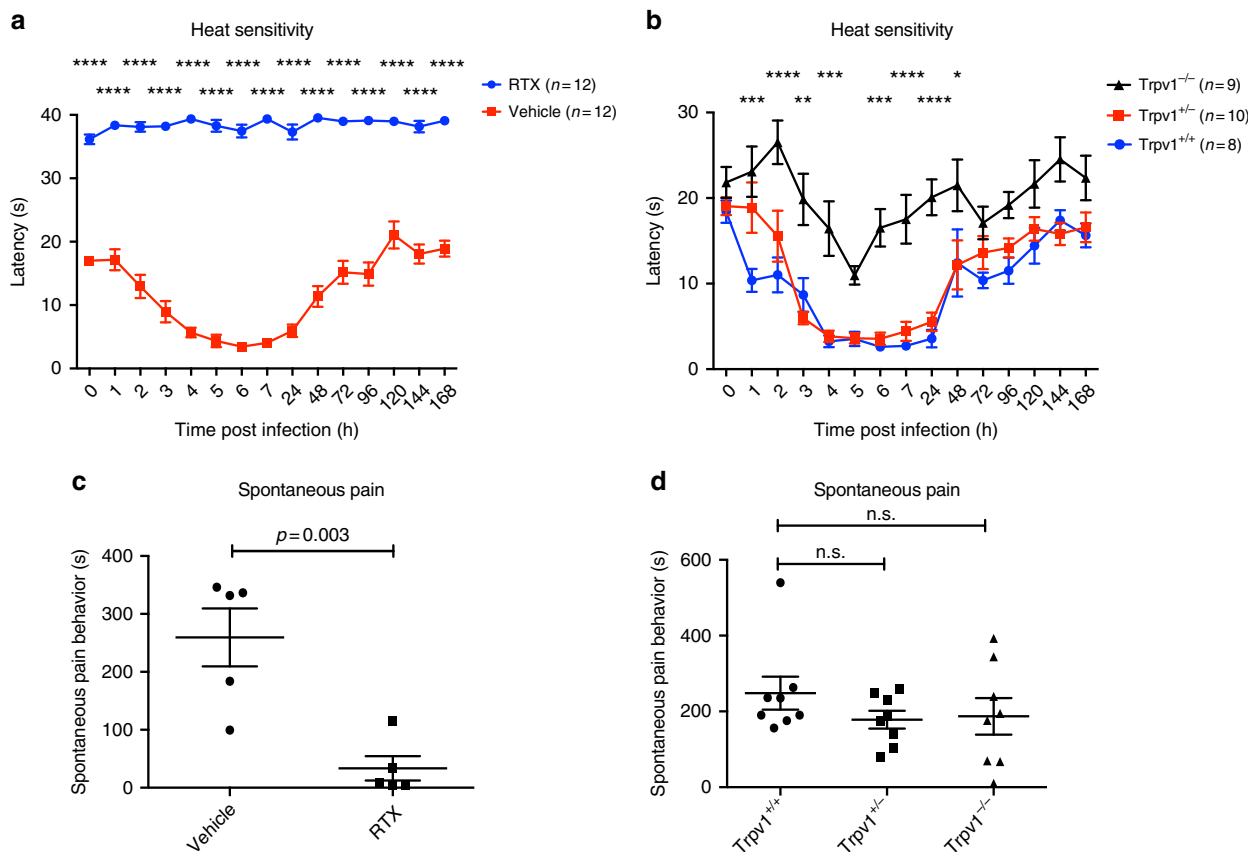 a
Heat sensitivity
**** **** **** **** **** **** **** ****
**** **** **** **** **** **** ****
RTX (n=12)
Vehicle (n=12)
Latency (s)
40
30
20
10
0
0 1 2 3 4 5 6 7 24 48 72 96 120 144 168
Time post infection (h)
b
Heat sensitivity
**** *** **** *
*** ** *** ****
Trpv1−/− (n=9)
Trpv1+/− (n=10)
Trpv1+/+ (n=8)
Latency (s)
30
20
10
0
0 1 2 3 4 5 6 7 24 48 72 96 120 144 168
Time post infection (h)
c
Spontaneous pain
p=0.003
Spontaneous pain behavior (s)
400
300
200
100
0
Vehicle
RTX
d
Spontaneous pain
n.s.
n.s.
Spontaneous pain behavior (s)
600
400
200
0
Trpv1+/+
Trpv1+/−
Trpv1−/−